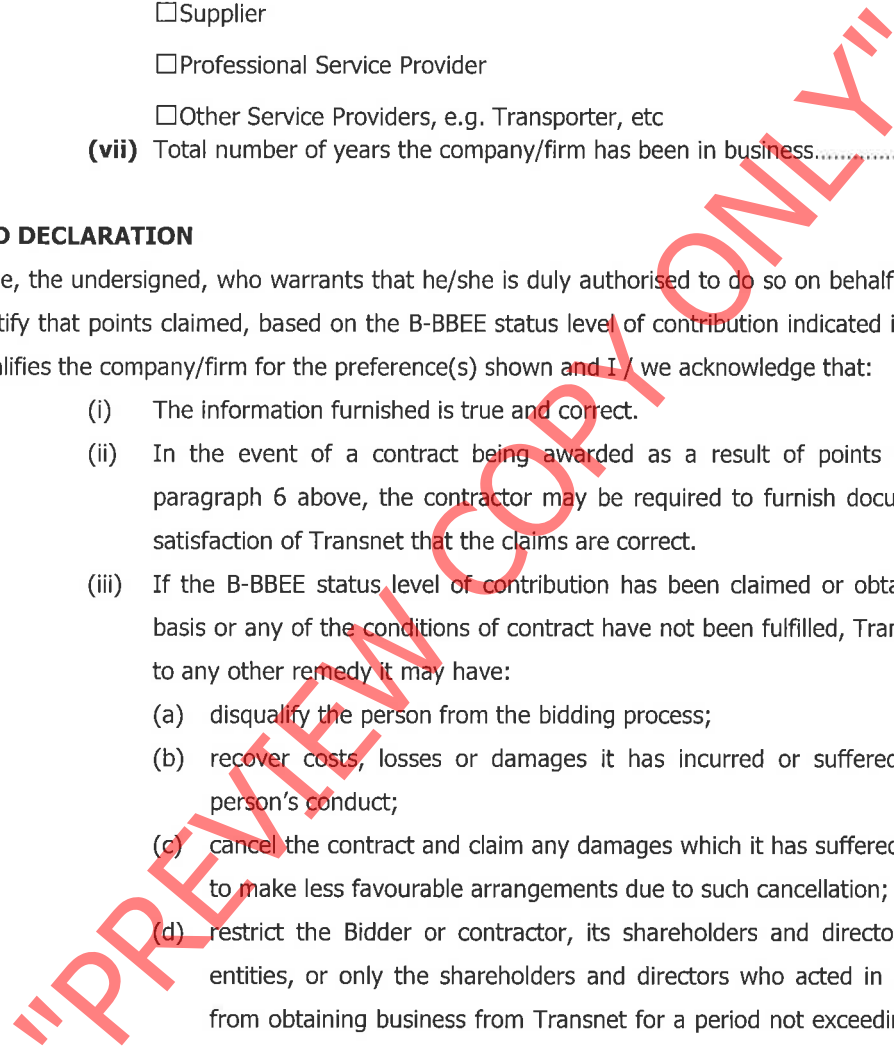 ☐Supplier
☐Professional Service Provider
☐Other Service Providers, e.g. Transporter, etc
(vii) Total number of years the company/firm has been in business..............
D DECLARATION
e, the undersigned, who warrants that he/she is duly authorised to do so on behalf
tify that points claimed, based on the B-BBEE status level of contribution indicated i
lifies the company/firm for the preference(s) shown and I / we acknowledge that:
(i) The information furnished is true and correct.
(ii) In the event of a contract being awarded as a result of points
paragraph 6 above, the contractor may be required to furnish docu
satisfaction of Transnet that the claims are correct.
(iii) If the B-BBEE status level of contribution has been claimed or obta
basis or any of the conditions of contract have not been fulfilled, Tran
to any other remedy it may have:
(a) disqualify the person from the bidding process;
(b) recover costs, losses or damages it has incurred or suffered
person's conduct;
(c) cancel the contract and claim any damages which it has suffered
to make less favourable arrangements due to such cancellation;
(d) restrict the Bidder or contractor, its shareholders and directo
entities, or only the shareholders and directors who acted in
from obtaining business from Transnet for a period not exceedin
"PREVIEW COPY ONLY"